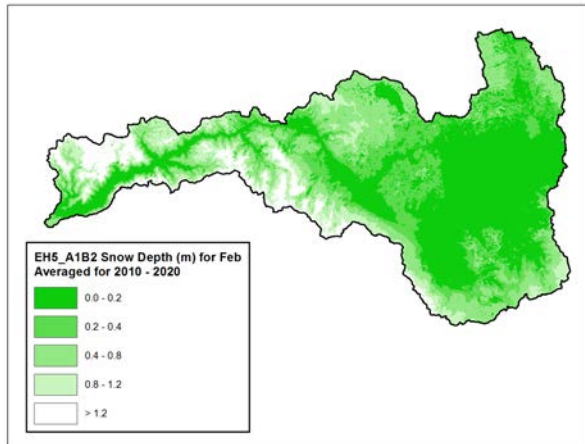 EH5_A1B2 Snow Depth (m) for Feb
Averaged for 2010 - 2020
0.0 - 0.2
0.2 - 0.4
0.4 - 0.8
0.8 - 1.2
> 1.2